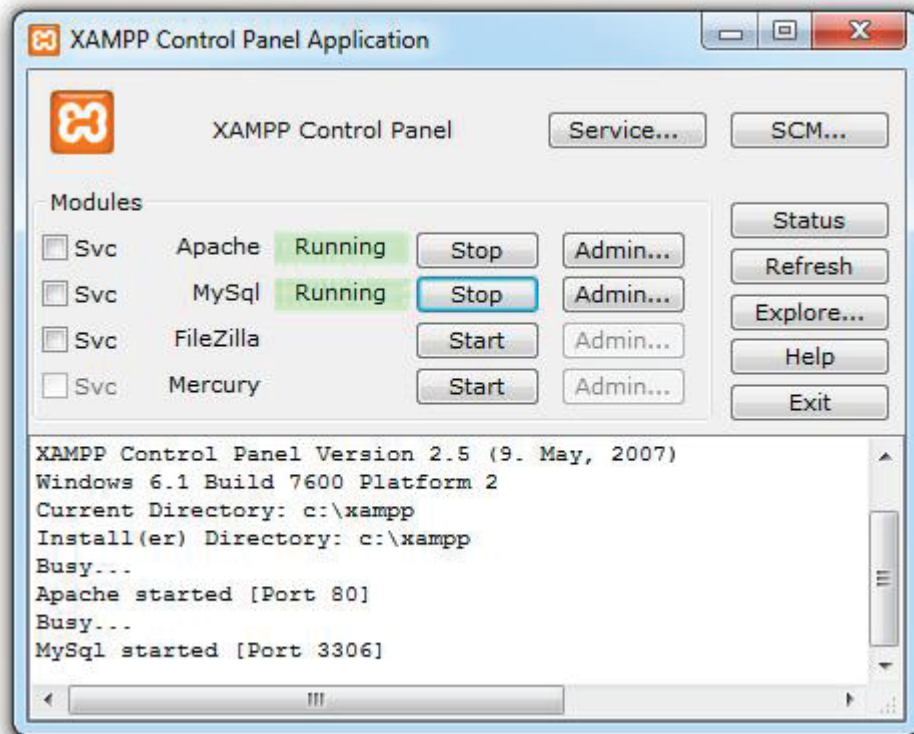 XAMPP Control Panel Application
XAMPP Control Panel Service... SCM...
Modules
Svc Apache Running Stop Admin...
Svc MySql Running Stop Admin...
Svc FileZilla Start Admin...
Svc Mercury Start Admin...
Status
Refresh
Explore...
Help
Exit
XAMPP Control Panel Version 2.5 (9. May, 2007)
Windows 6.1 Build 7600 Platform 2
Current Directory: c:\xampp
Install(er) Directory: c:\xampp
Busy...
Apache started [Port 80]
Busy...
MySql started [Port 3306]